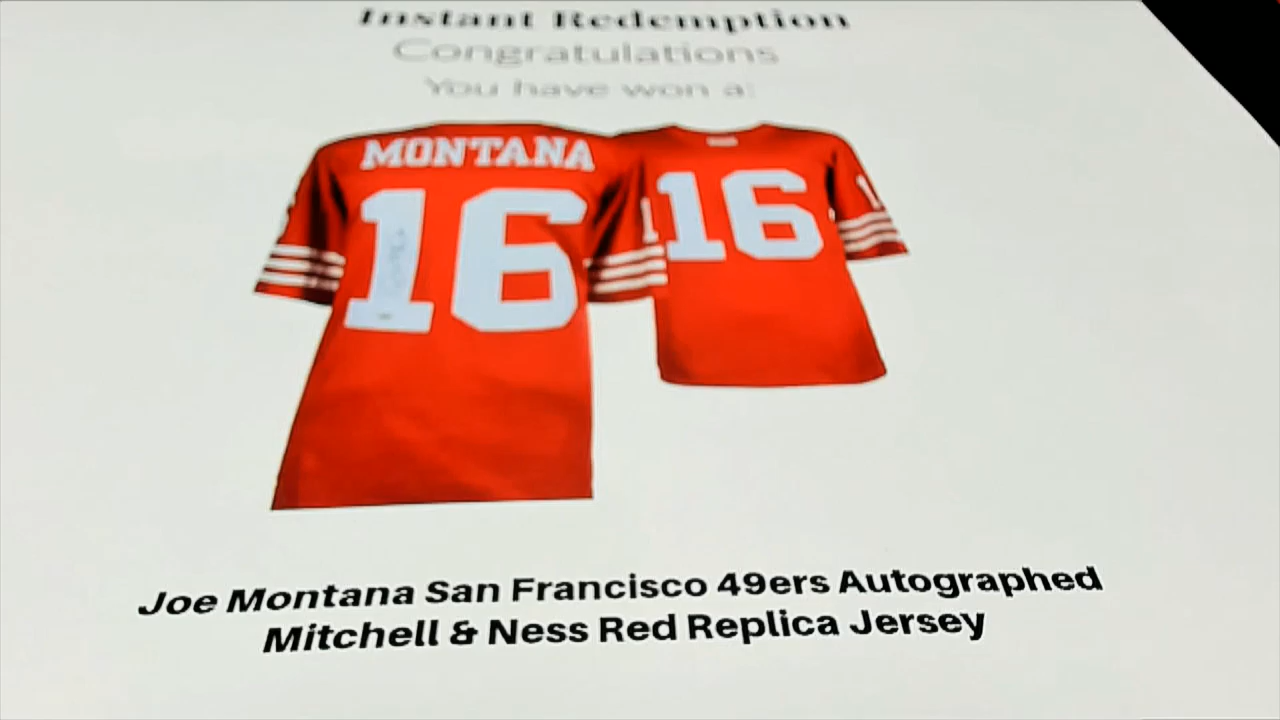 Instant Redemption
Congratulations
You have won a:
MONTANA
16
16
Joe Montana San Francisco 49ers Autographed
Mitchell & Ness Red Replica Jersey